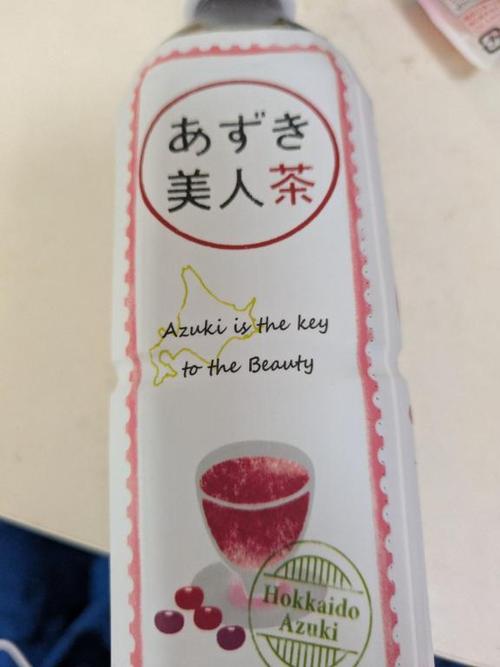 あずき
美人茶
Azuki is the key
to the Beauty
Hokkaido
Azuki